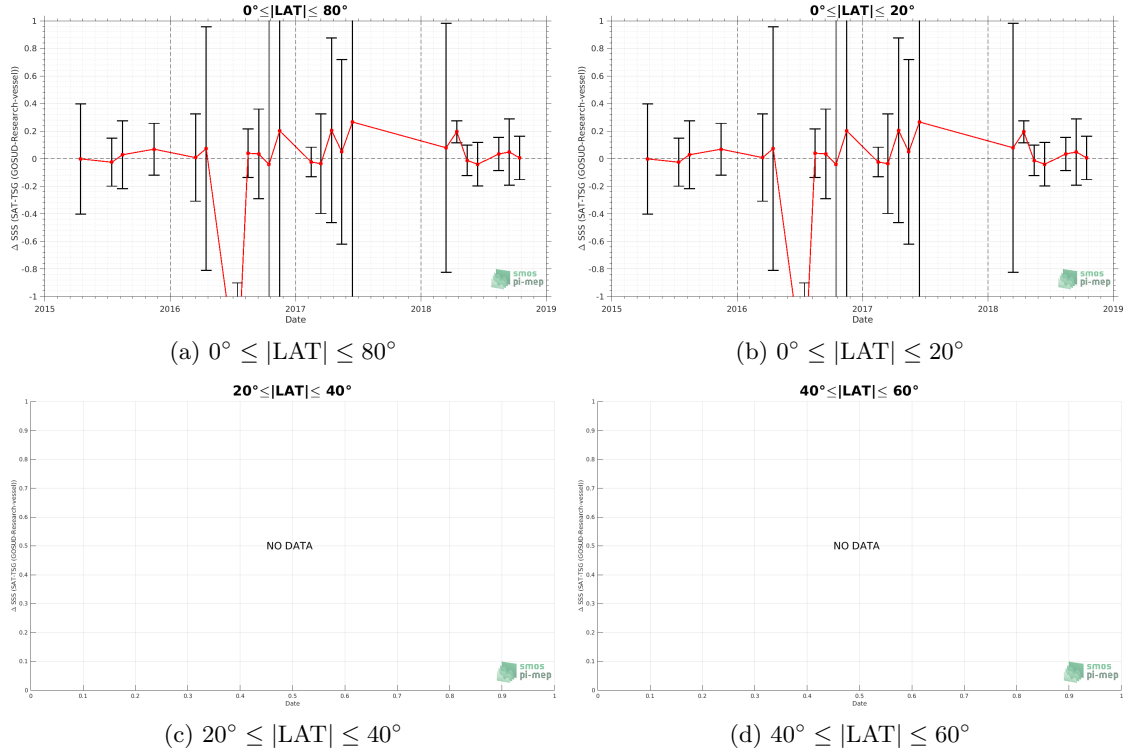 0°≤|LAT|≤ 80°
1
0.8
0.6
0.4
0.2
0
-0.2
-0.4
-0.6
-0.8
-1
Δ SSS (SAT-TSG (GOSUD-Research-vessel))
2015
2016
2017
2018
2019
Date
smos
pi-mep
(a) 0° ≤ |LAT| ≤ 80°
0°≤|LAT|≤ 20°
1
0.8
0.6
0.4
0.2
0
-0.2
-0.4
-0.6
-0.8
-1
Δ SSS (SAT-TSG (GOSUD-Research-vessel))
2015
2016
2017
2018
2019
Date
smos
pi-mep
(b) 0° ≤ |LAT| ≤ 20°
20°≤|LAT|≤ 40°
1
0.9
0.8
0.7
0.6
0.5
0.4
0.3
0.2
0.1
0
Δ SSS (SAT-TSG (GOSUD-Research-vessel))
NO DATA
0
0.1
0.2
0.3
0.4
0.5
0.6
0.7
0.8
0.9
1
Date
smos
pi-mep
(c) 20° ≤ |LAT| ≤ 40°
40°≤|LAT|≤ 60°
1
0.9
0.8
0.7
0.6
0.5
0.4
0.3
0.2
0.1
0
Δ SSS (SAT-TSG (GOSUD-Research-vessel))
NO DATA
0
0.1
0.2
0.3
0.4
0.5
0.6
0.7
0.8
0.9
1
Date
smos
pi-mep
(d) 40° ≤ |LAT| ≤ 60°